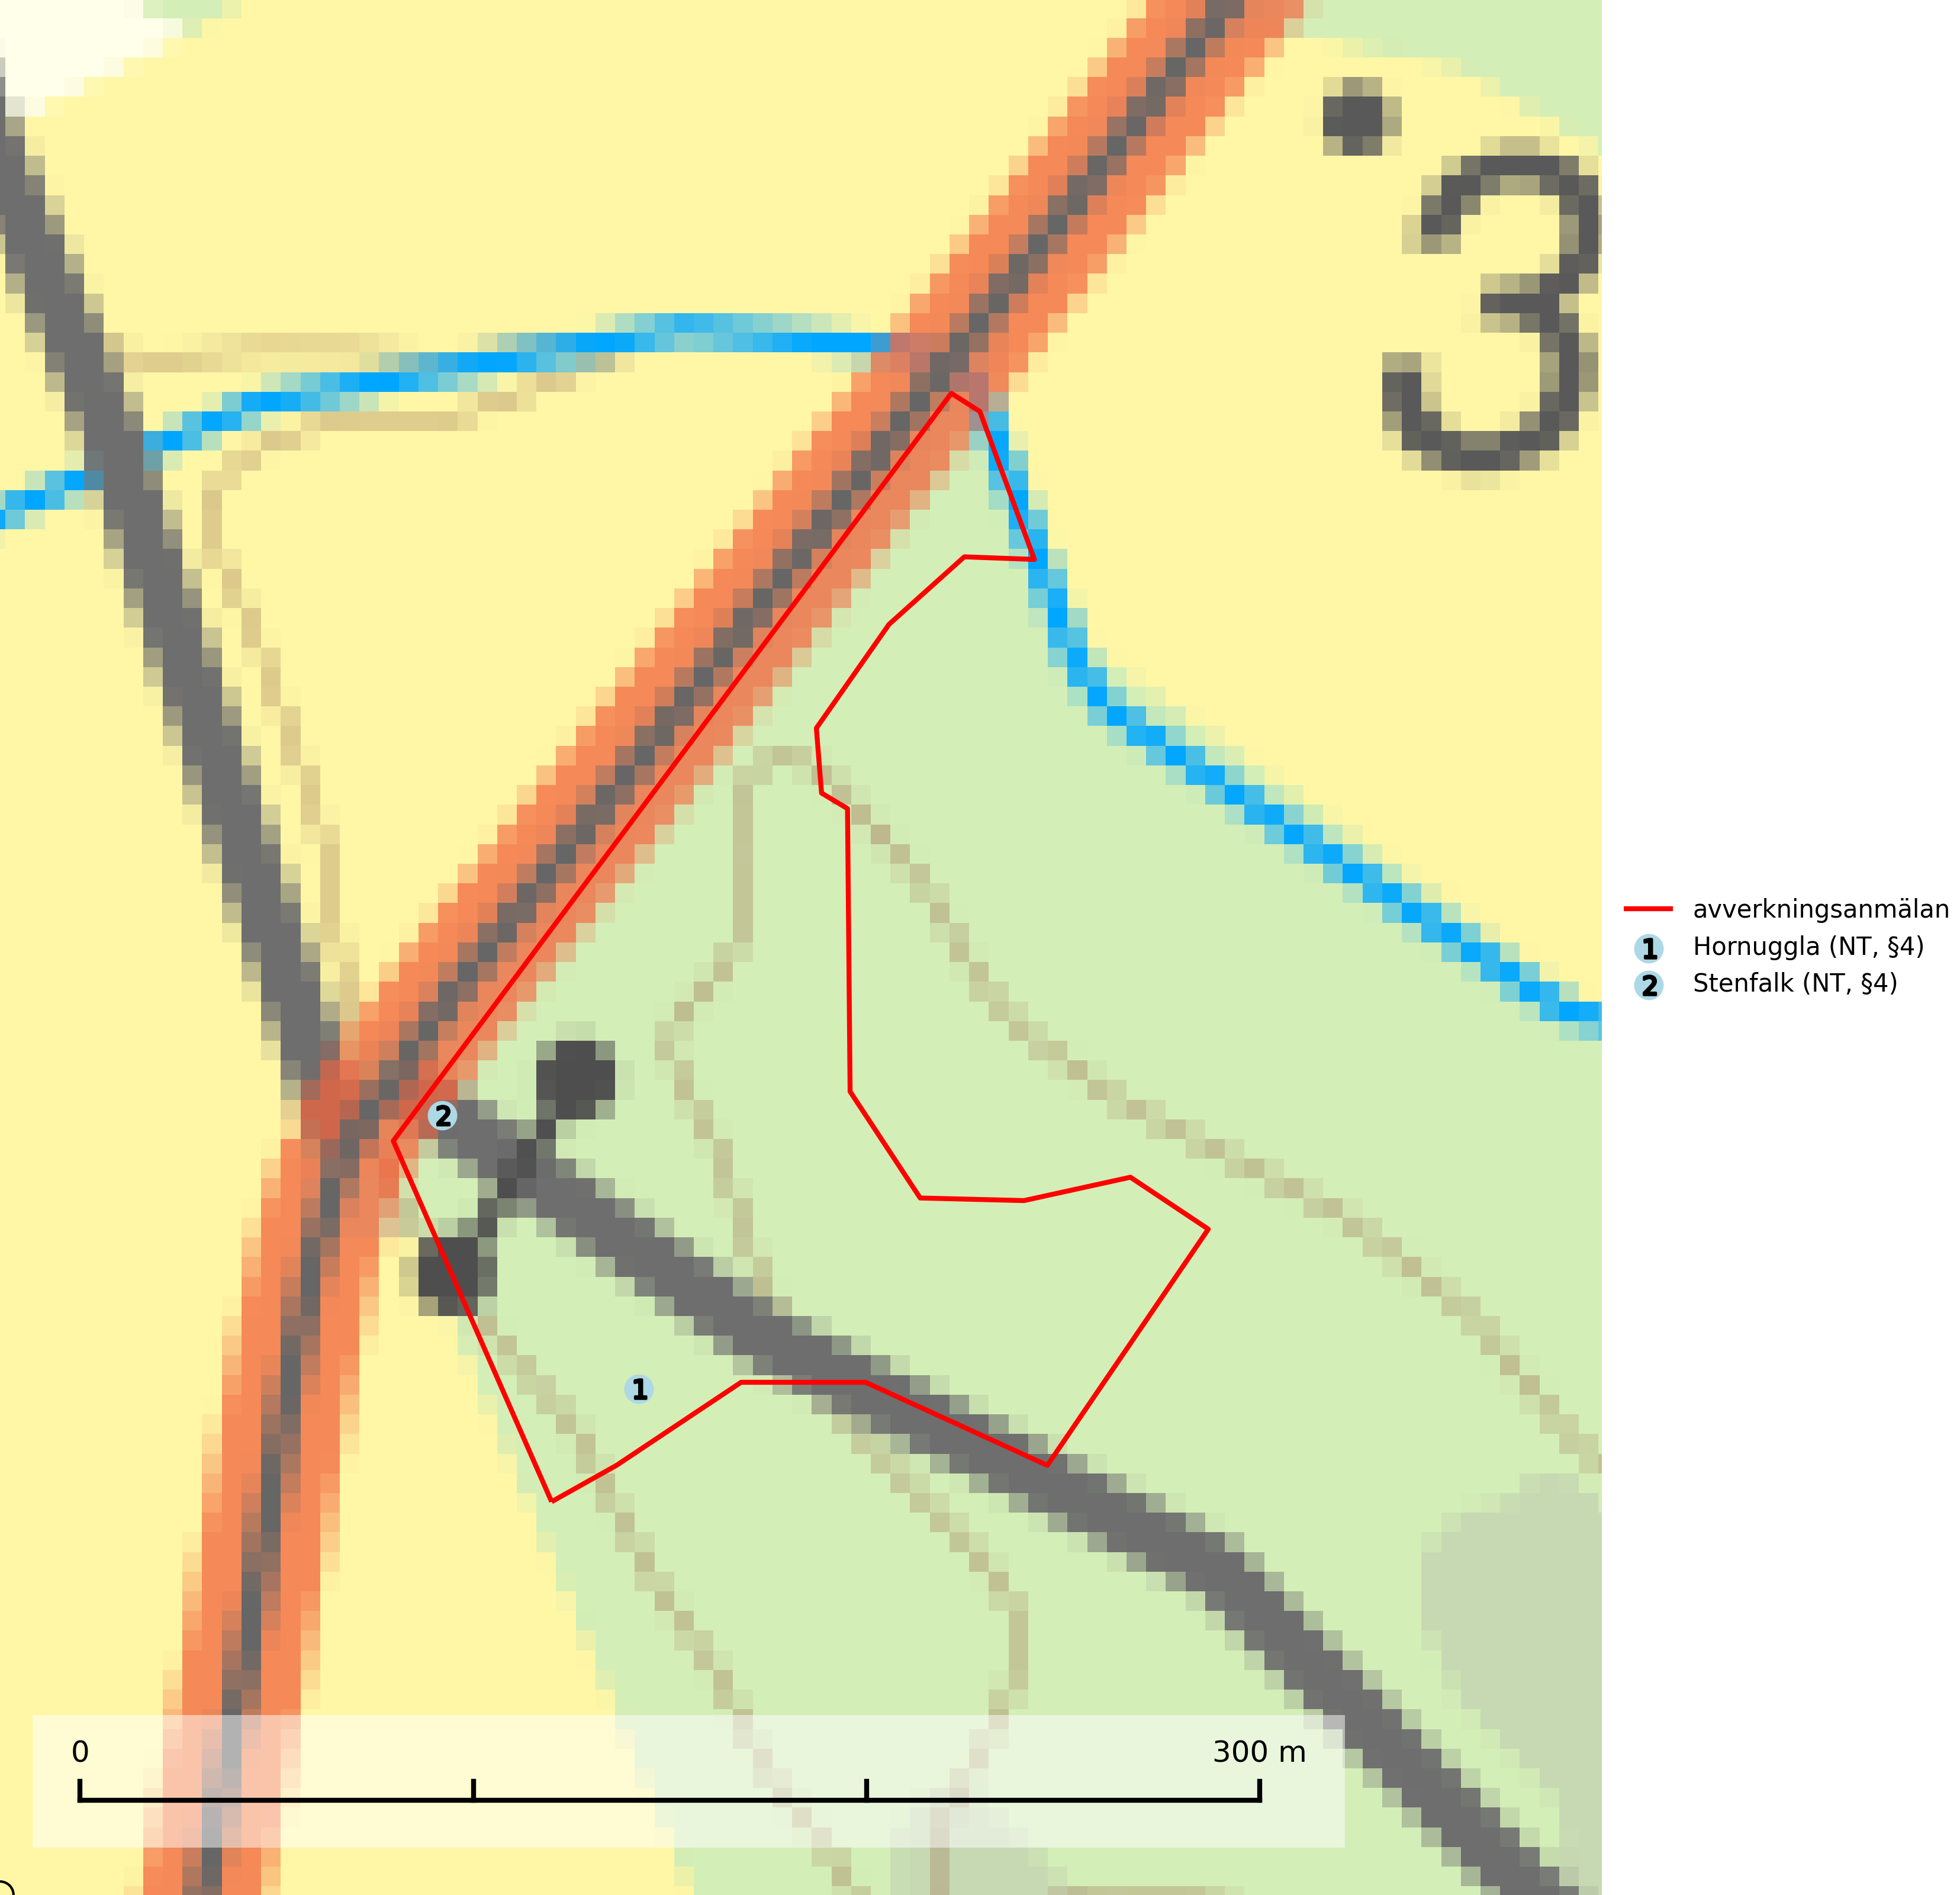 3
avverkningsanmälan
1 Hornuggla (NT, §4)
2 Stenfalk (NT, §4)
2
1
0 300 m